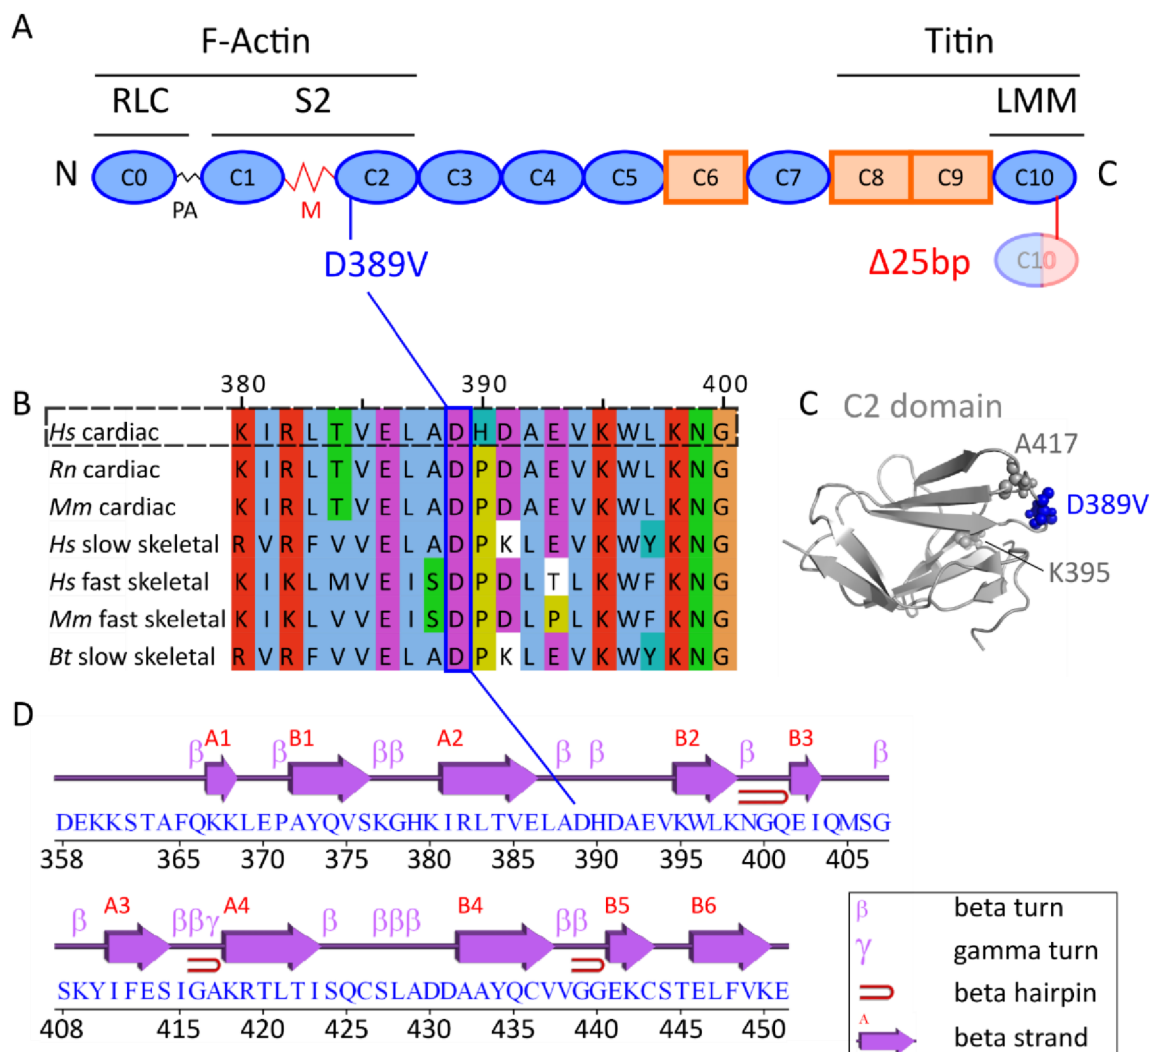 A
F-Actin Titin
RLC S2 LMM
N C0 C1 C2 C3 C4 C5 C6 C7 C8 C9 C10 C
PA M
D389V Δ25bp C10
380 390 400
B
Hs cardiac K I R L T V E L A D H D A E V K W L K N G
Rn cardiac K I R L T V E L A D P D A E V K W L K N G
Mm cardiac K I R L T V E L A D P D A E V K W L K N G
Hs slow skeletal R V R F V V E L A D P K L E V K W Y K N G
Hs fast skeletal K I K L M V E I S D P D L T L K W F K N G
Mm fast skeletal K I K L V V E I S D P D L P L K W F K N G
Bt slow skeletal R V R F V V E L A D P K L E V K W Y K N G
C C2 domain
A417
D389V
K395
D
β A1 β B1 ββ A2 β β B2 β B3 β
DEKKSTAFQKKLEPAYQVSKGHKIRLTVELADHDAEVKWLKNGQEIQMSG
358 365 370 375 380 385 390 395 400 405
β A3 ββγ A4 β βββ B4 ββ B5 B6
SKYIFESIGAKRTLTISQCSLADDAAYQCVVGGEKCSTELFVKE
408 415 420 425 430 435 440 445 450
β beta turn
γ gamma turn
beta hairpin
A beta strand